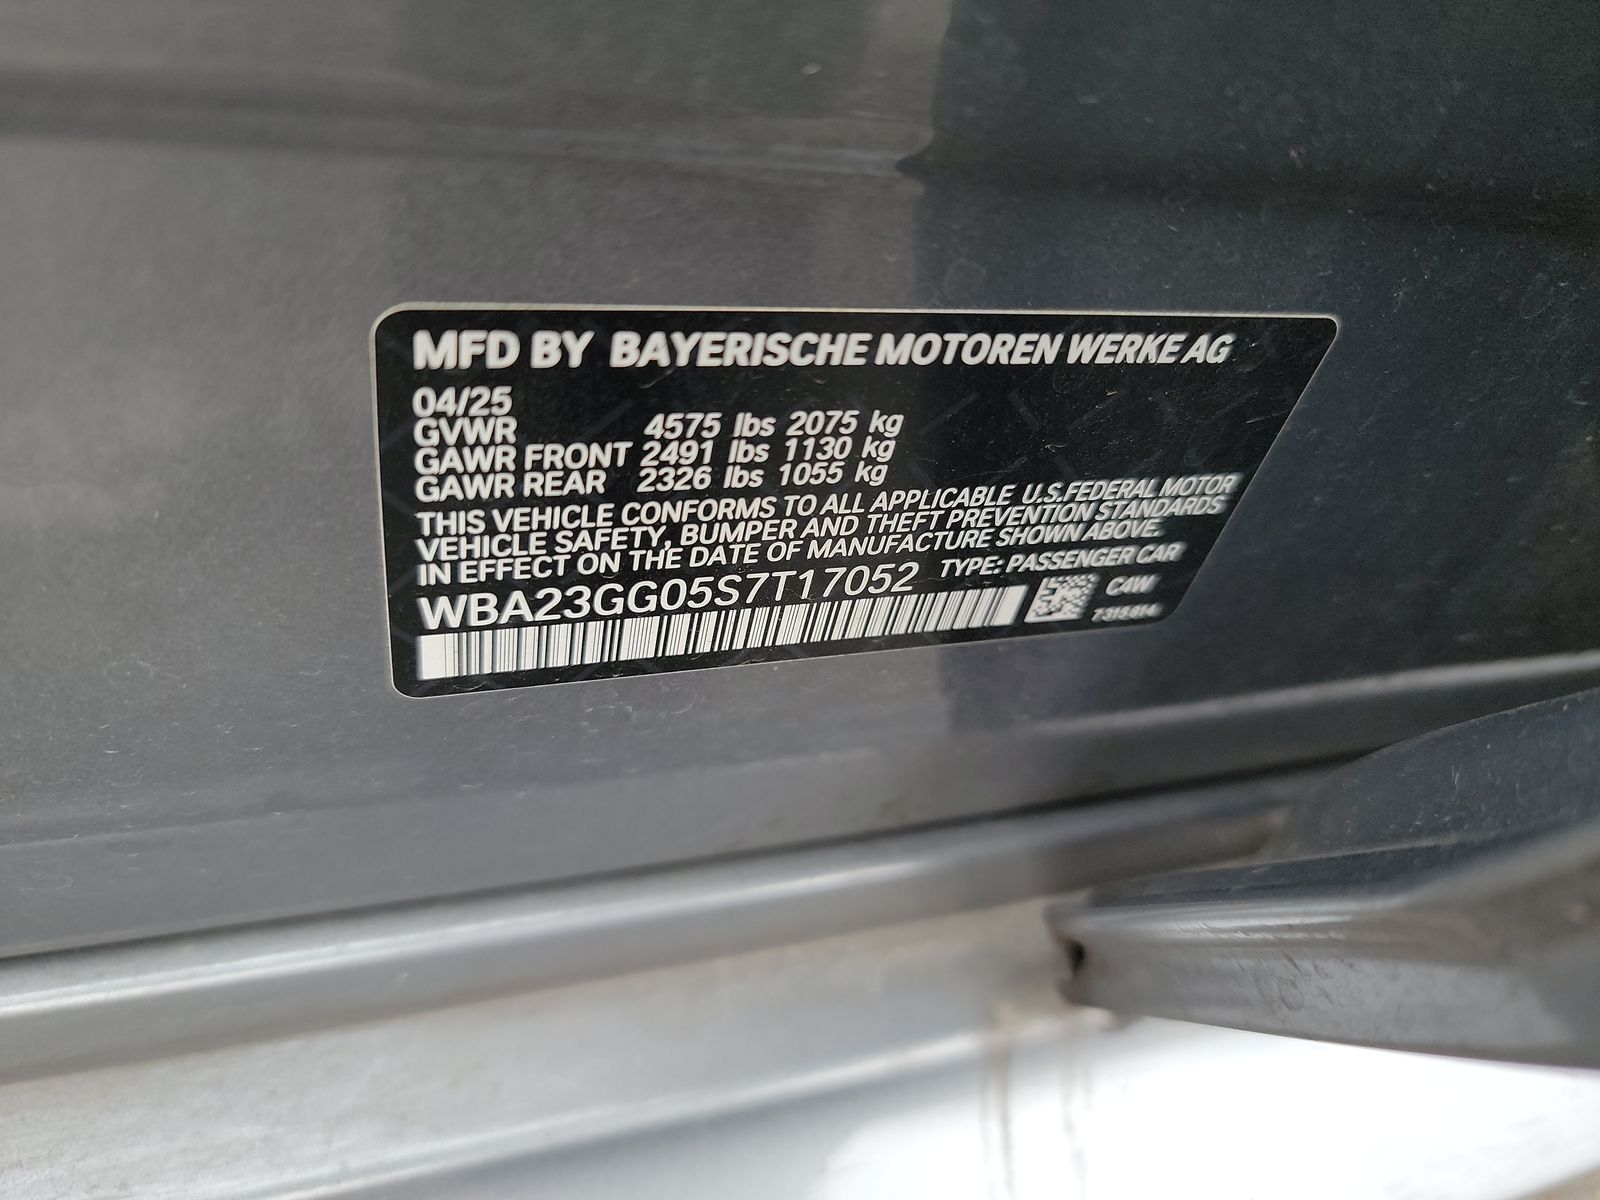 MFD BY BAYERISCHE MOTOREN WERKE AG
04/25
GVWR 4575 lbs 2075 kg
GAWR FRONT 2491 lbs 1130 kg
GAWR REAR 2326 lbs 1055 kg
THIS VEHICLE CONFORMS TO ALL APPLICABLE U.S.FEDERAL MOTOR
VEHICLE SAFETY, BUMPER AND THEFT PREVENTION STANDARDS
IN EFFECT ON THE DATE OF MANUFACTURE SHOWN ABOVE.
WBA23GG05S7T17052 TYPE: PASSENGER CAR
C4W
7315814